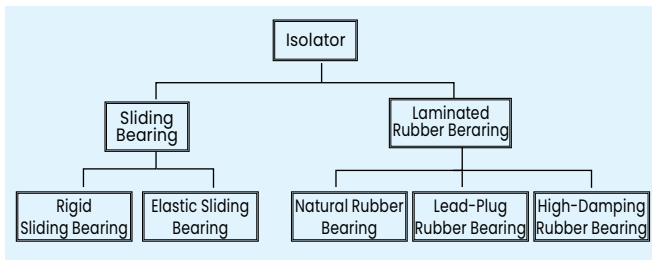 Isolator
Sliding
Bearing
Laminated
Rubber Beraring
Rigid
Sliding Bearing
Elastic Sliding
Bearing
Natural Rubber
Bearing
Lead-Plug
Rubber Bearing
High-Damping
Rubber Bearing